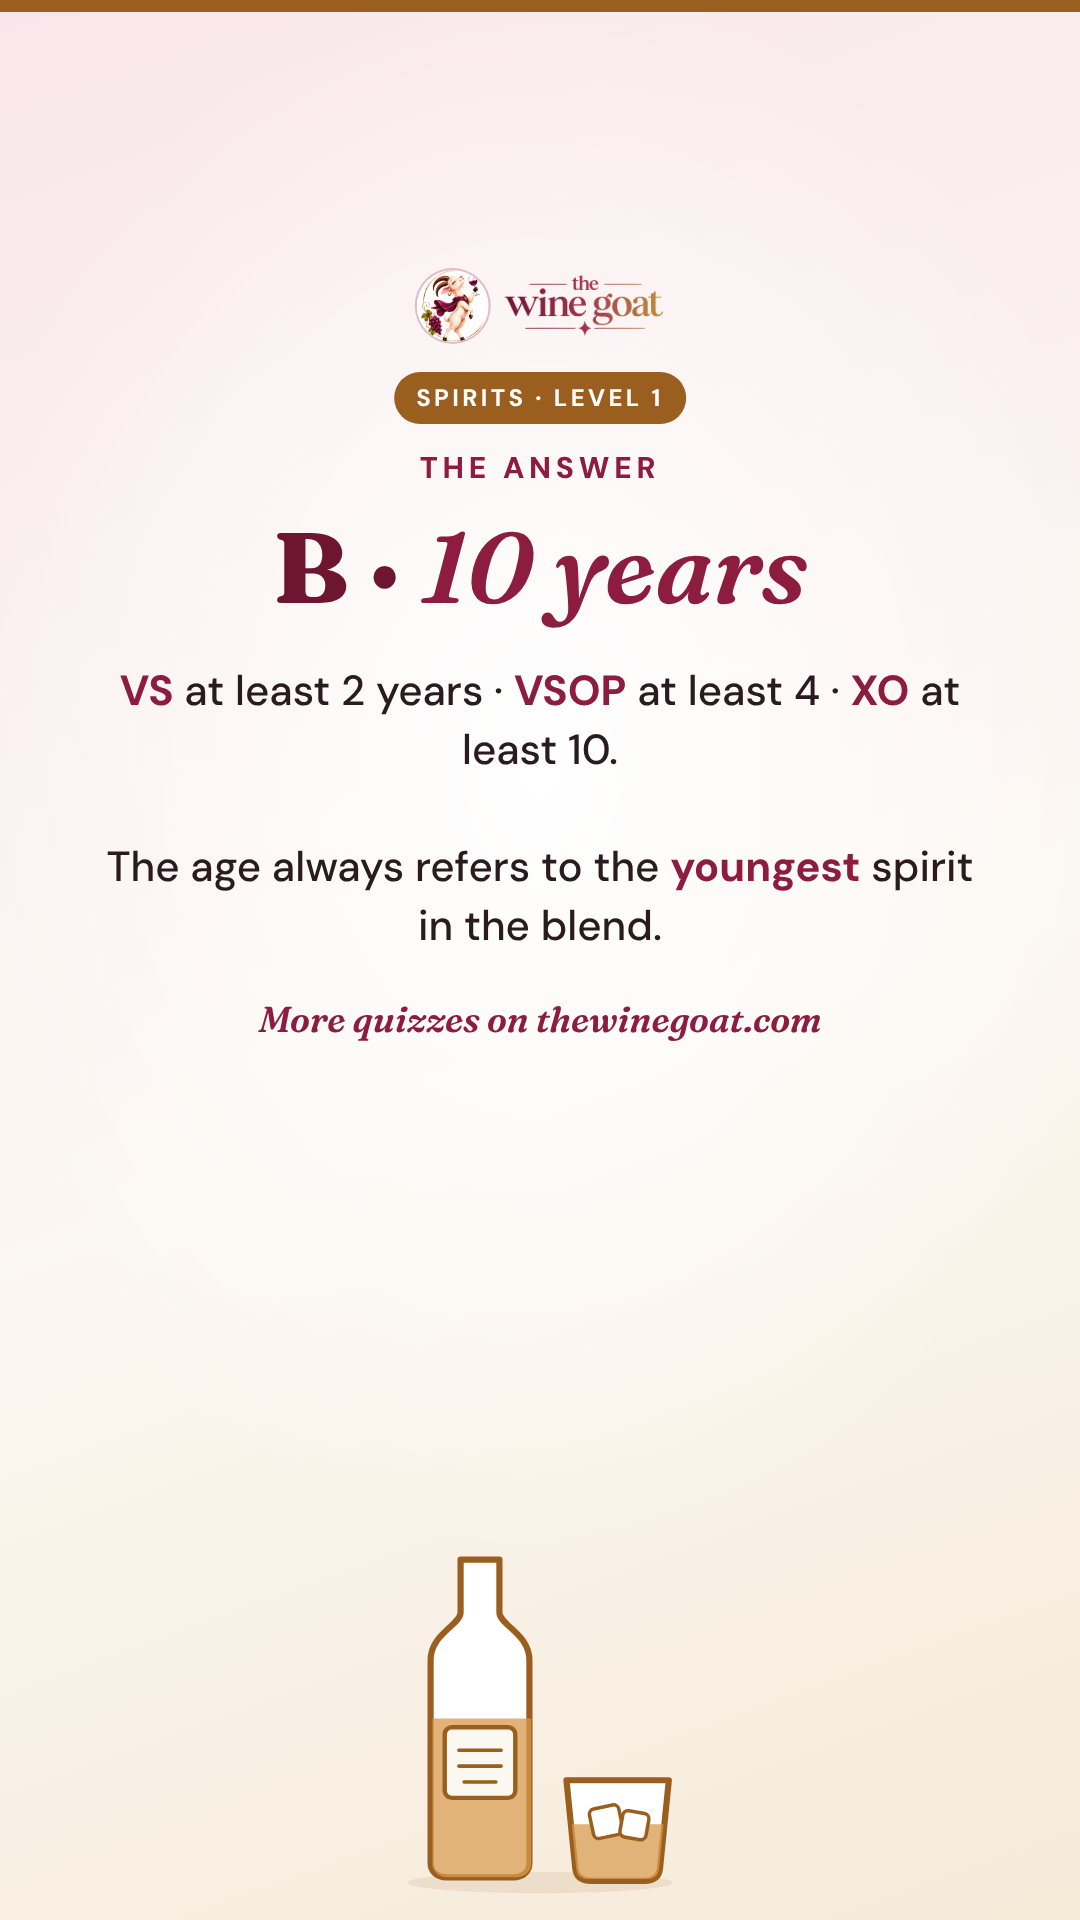 the
wine goat
SPIRITS · LEVEL 1
THE ANSWER
B · 10 years
VS at least 2 years · VSOP at least 4 · XO at
least 10.
The age always refers to the youngest spirit
in the blend.
More quizzes on thewinegoat.com